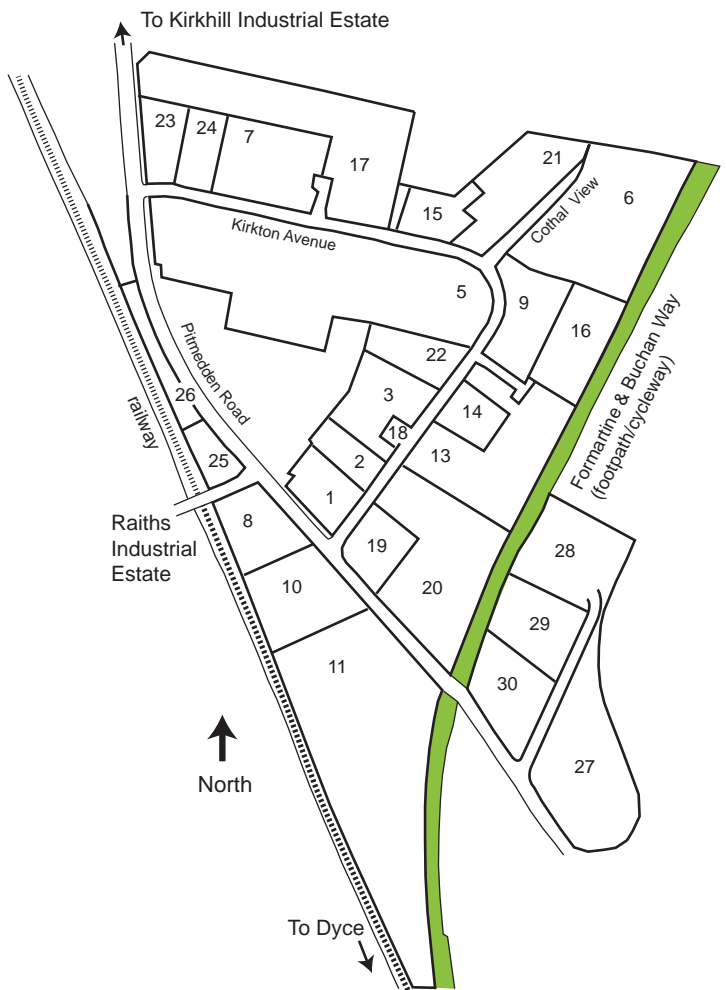 To Kirkhill Industrial Estate
23
24
7
17
21
15
6
Cothal View
Kirkton Avenue
5
9
16
Formartine & Buchan Way
(footpath/cycleway)
Pitmedden Road
22
3
26
railway
14
18
13
2
25
1
Raiths
Industrial
Estate
8
19
28
10
20
29
11
30
27
North
To Dyce